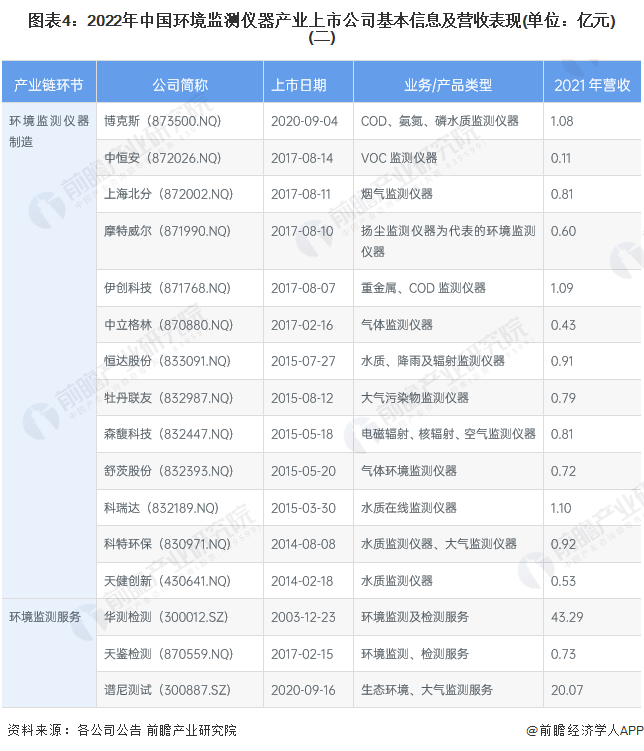 图表4：2022年中国环境监测仪器产业上市公司基本信息及营收表现(单位：亿元)
(二)
产业链环节 公司简称 上市日期 业务/产品类型 2021年营收
环境监测仪器制造 博克斯（873500.NQ） 2020-09-04 COD、氨氮、磷水质监测仪器 1.08
中恒安（872026.NQ） 2017-08-14 VOC监测仪器 0.11
上海北分（872002.NQ） 2017-08-11 烟气监测仪器 0.81
摩特威尔（871990.NQ） 2017-08-10 扬尘监测仪器为代表的环境监测仪器 0.60
伊创科技（871768.NQ） 2017-08-07 重金属、COD监测仪器 1.09
中立格林（870880.NQ） 2017-02-16 气体监测仪器 0.43
恒达股份（833091.NQ） 2015-07-27 水质、降雨及辐射监测仪器 0.91
牡丹联友（832987.NQ） 2015-08-12 大气污染物监测仪器 0.79
森馥科技（832447.NQ） 2015-05-18 电磁辐射、核辐射、空气监测仪器 0.81
舒茨股份（832393.NQ） 2015-05-20 气体环境监测仪器 0.72
科瑞达（832189.NQ） 2015-03-30 水质在线监测仪器 1.10
科特环保（830971.NQ） 2014-08-08 水质监测仪器、大气监测仪器 0.92
天健创新（430641.NQ） 2014-02-18 水质监测仪器 0.53
环境监测服务 华测检测（300012.SZ） 2003-12-23 环境监测及检测服务 43.29
天鉴检测（870559.NQ） 2017-02-15 环境监测、检测服务 0.73
谱尼测试（300887.SZ） 2020-09-16 生态环境、大气监测服务 20.07
资料来源：各公司公告 前瞻产业研究院
@前瞻经济学人APP
前瞻产业研究院